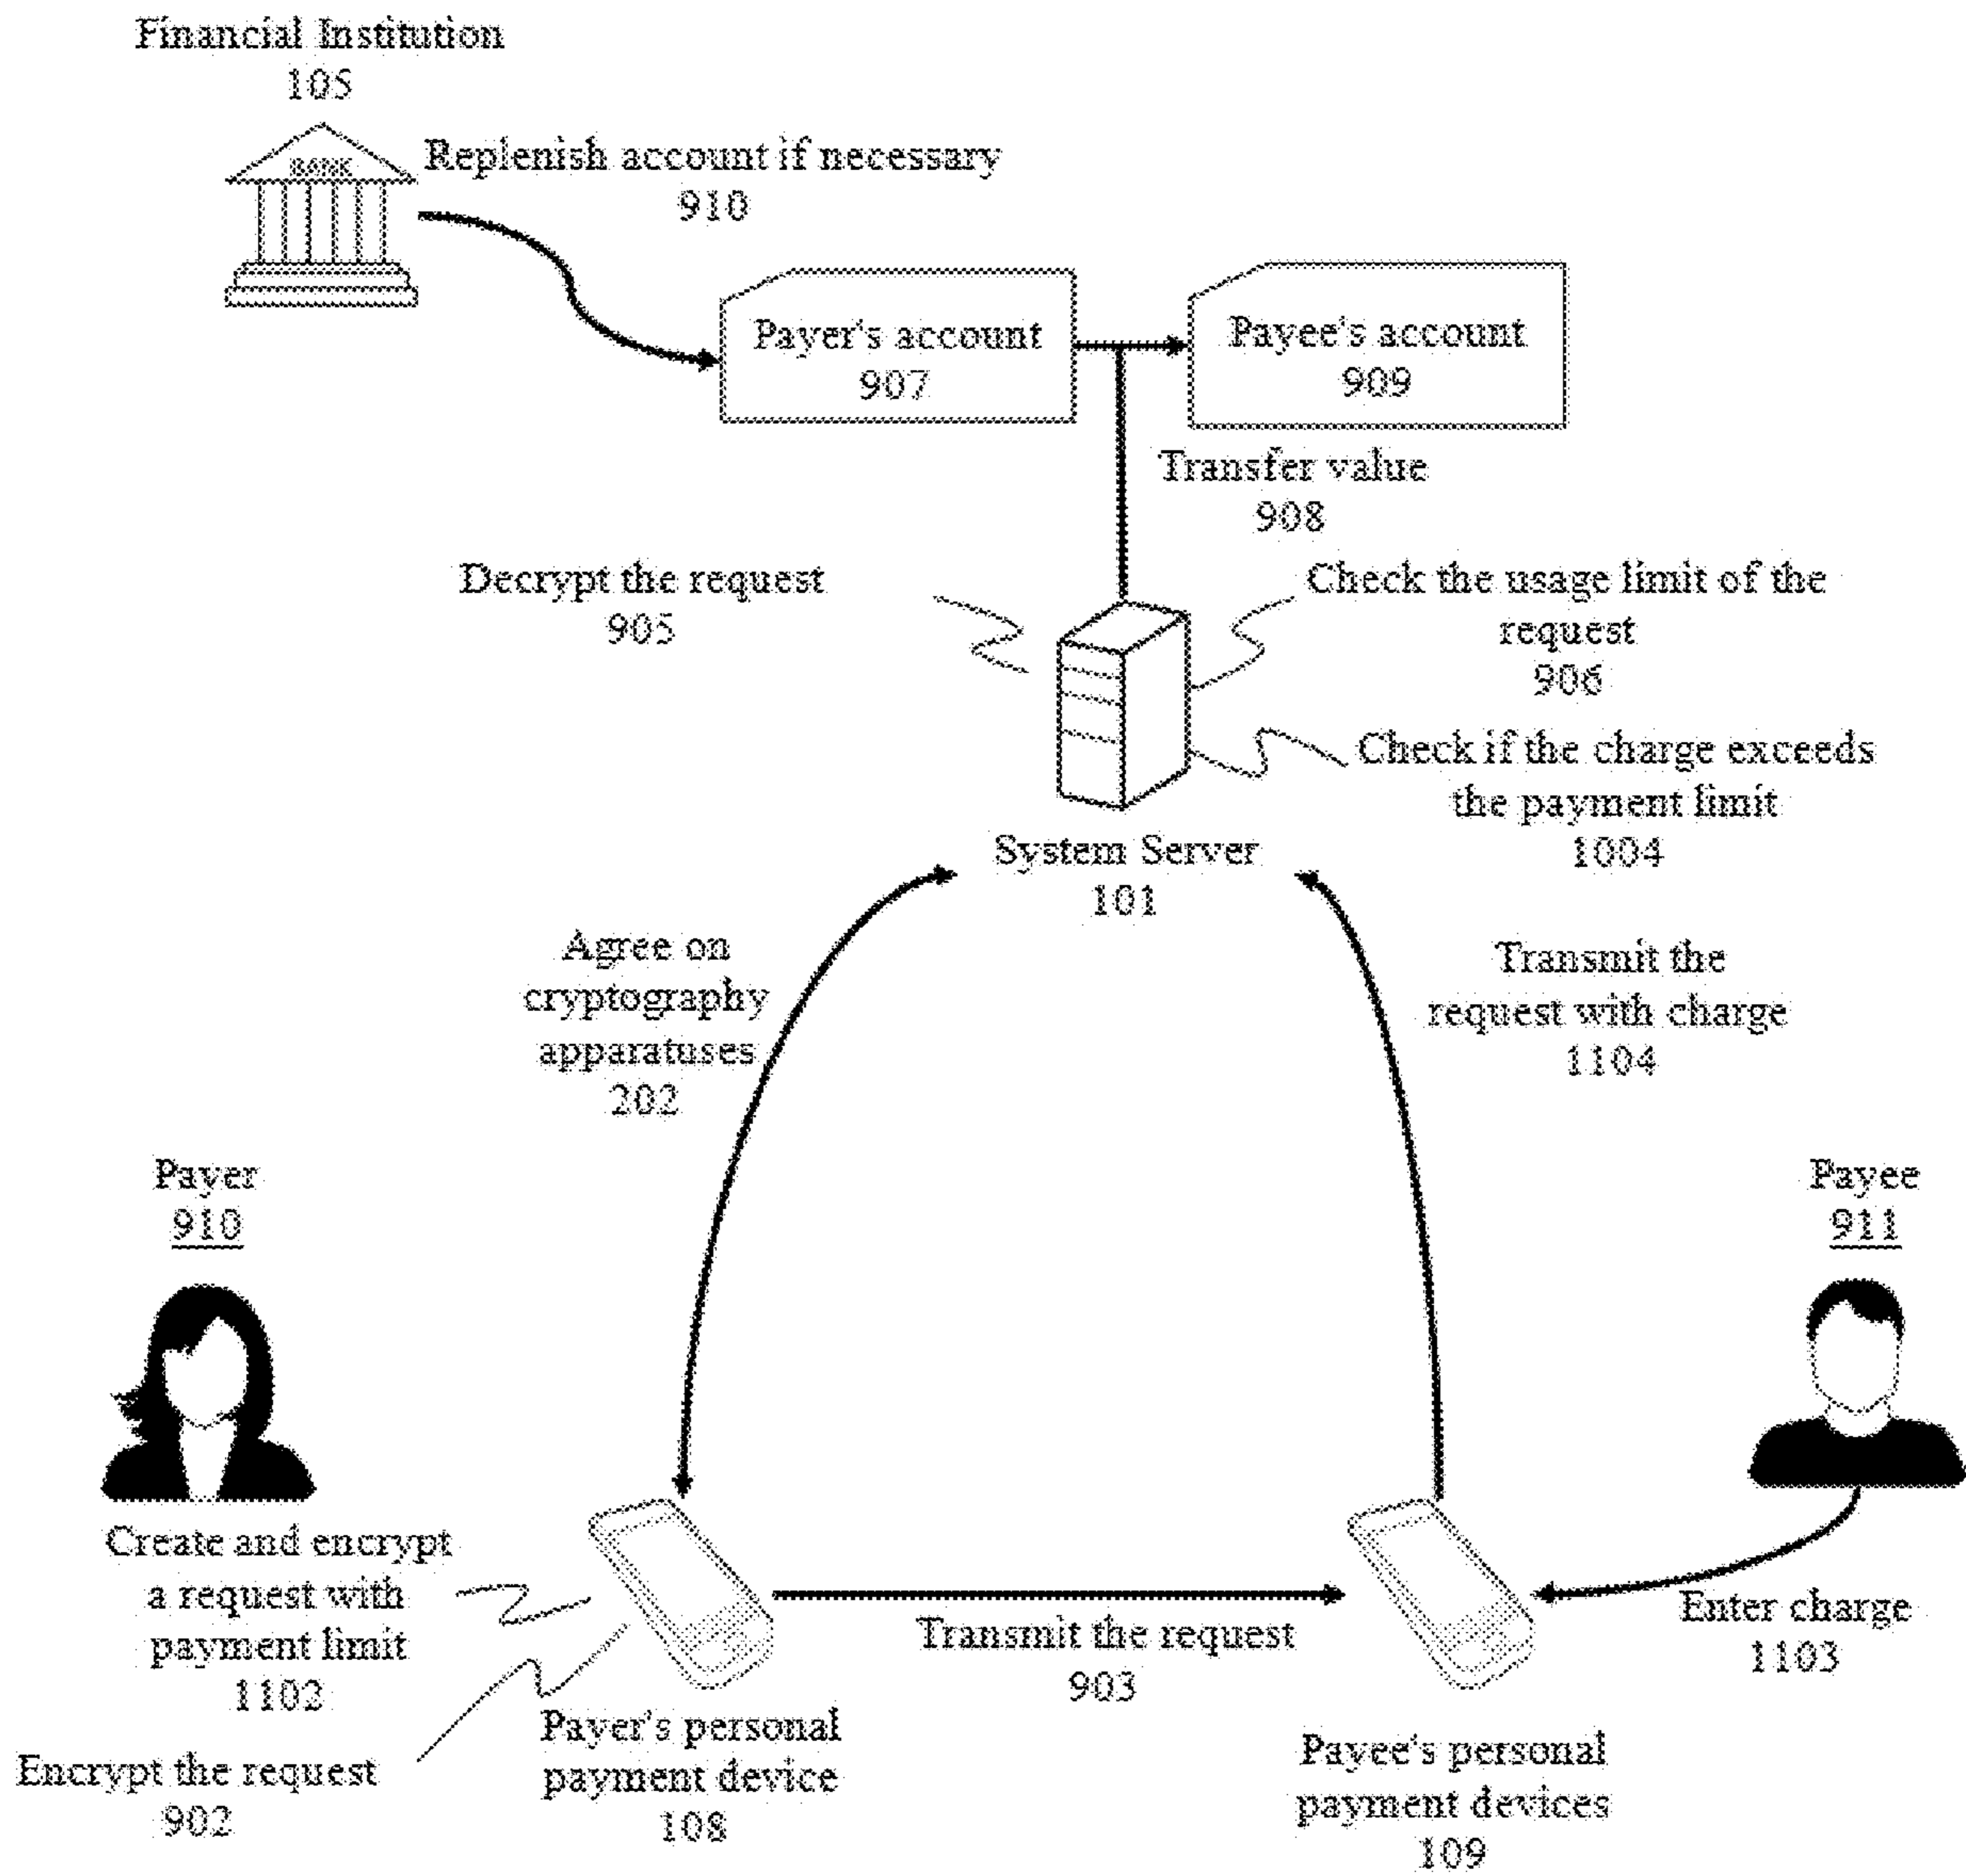 Financial Institution
105
BANK
Replenish account if necessary
910
Payer's account
907
Payee's account
909
Transfer value
908
Decrypt the request
905
Check the usage limit of the
request
906
Check if the charge exceeds
the payment limit
1004
System Server
101
Agree on
cryptography
apparatuses
202
Transmit the
request with charge
1104
Payer
910
Payee
911
Create and encrypt
a request with
payment limit
1102
Encrypt the request
902
Payer's personal
payment device
108
Transmit the request
903
Enter charge
1103
Payee's personal
payment devices
109